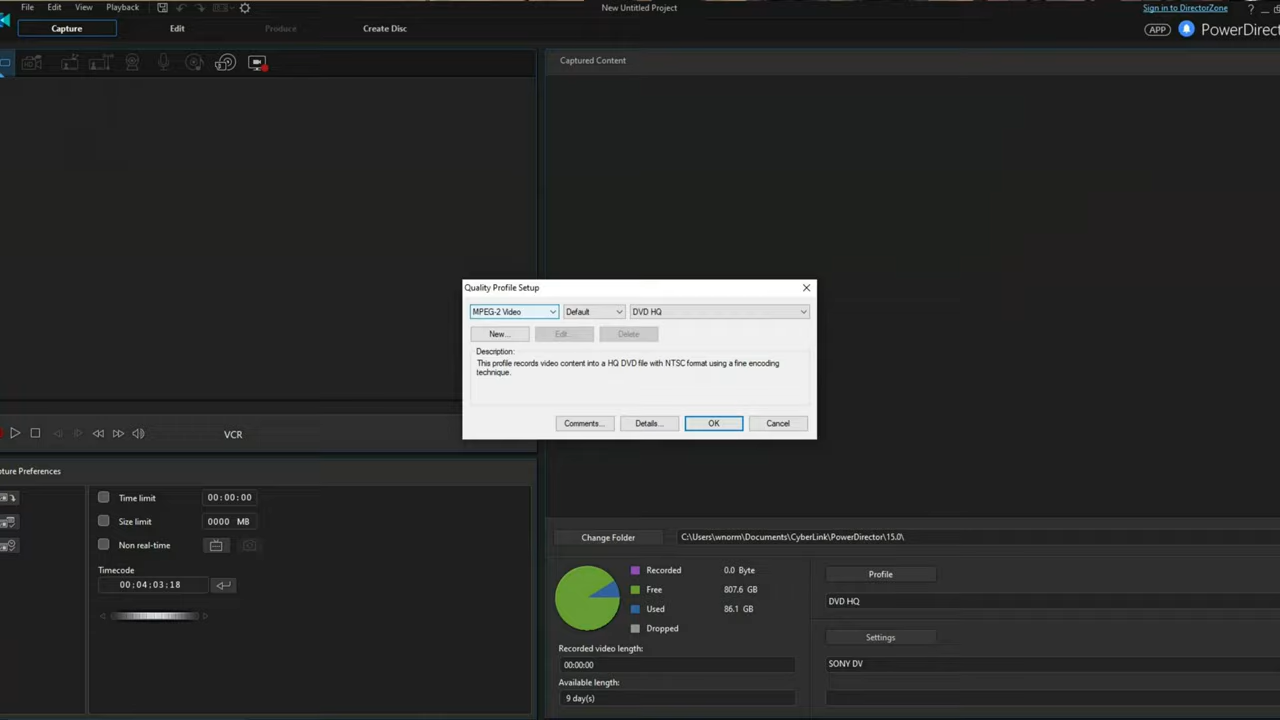 File Edit View Playback
New Untitled Project
Sign in to DirectorZone
?
Capture Edit Produce Create Disc
APP
PowerDirect
Captured Content
Quality Profile Setup
MPEG-2 Video Default DVD HQ
New... Edit... Delete
Description:
This profile records video content into a HQ DVD file with NTSC format using a fine encoding
technique.
Comments... Details... OK Cancel
VCR
ture Preferences
Time limit 00:00:00
Size limit 0000 MB
Non real-time
Timecode
00:04:03:18
Change Folder C:\Users\wnorm\Documents\CyberLink\PowerDirector\15.0\
Recorded 0.0 Byte
Free 807.6 GB
Used 86.1 GB
Dropped
Recorded video length:
00:00:00
Available length:
9 day(s)
Profile
DVD HQ
Settings
SONY DV